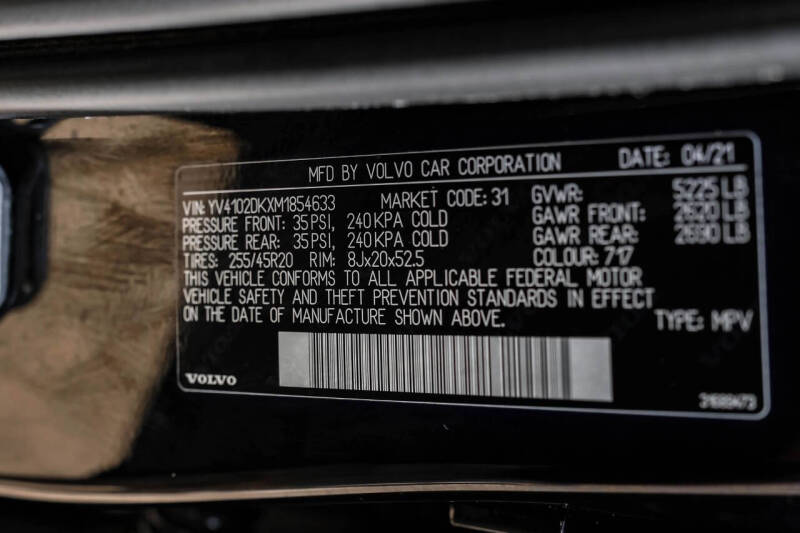 MFD BY VOLVO CAR CORPORATION DATE: 04/21
VIN: YV4102DKXM1854633 MARKET CODE: 31 GVWR: 5225 LB
PRESSURE FRONT: 35 PSI, 240 KPA COLD GAWR FRONT: 2620 LB
PRESSURE REAR: 35 PSI, 240 KPA COLD GAWR REAR: 2690 LB
TIRES: 255/45R20 RIM: 8Jx20x52.5 COLOUR: 717
THIS VEHICLE CONFORMS TO ALL APPLICABLE FEDERAL MOTOR
VEHICLE SAFETY AND THEFT PREVENTION STANDARDS IN EFFECT
ON THE DATE OF MANUFACTURE SHOWN ABOVE.
TYPE: MPV
VOLVO